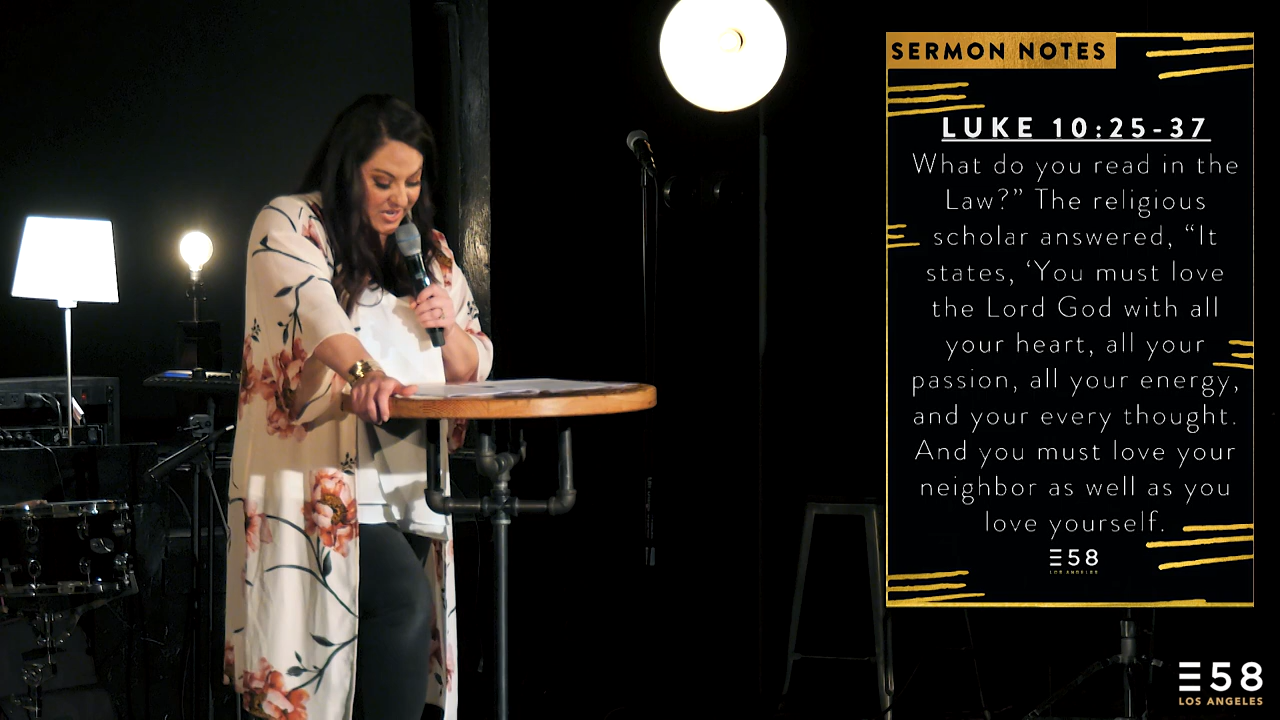 SERMON NOTES
LUKE 10:25-37
What do you read in the
Law?” The religious
scholar answered, “It
states, ‘You must love
the Lord God with all
your heart, all your
passion, all your energy,
and your every thought.
And you must love your
neighbor as well as you
love yourself.
E58
LOS ANGELES
E58
LOS ANGELES